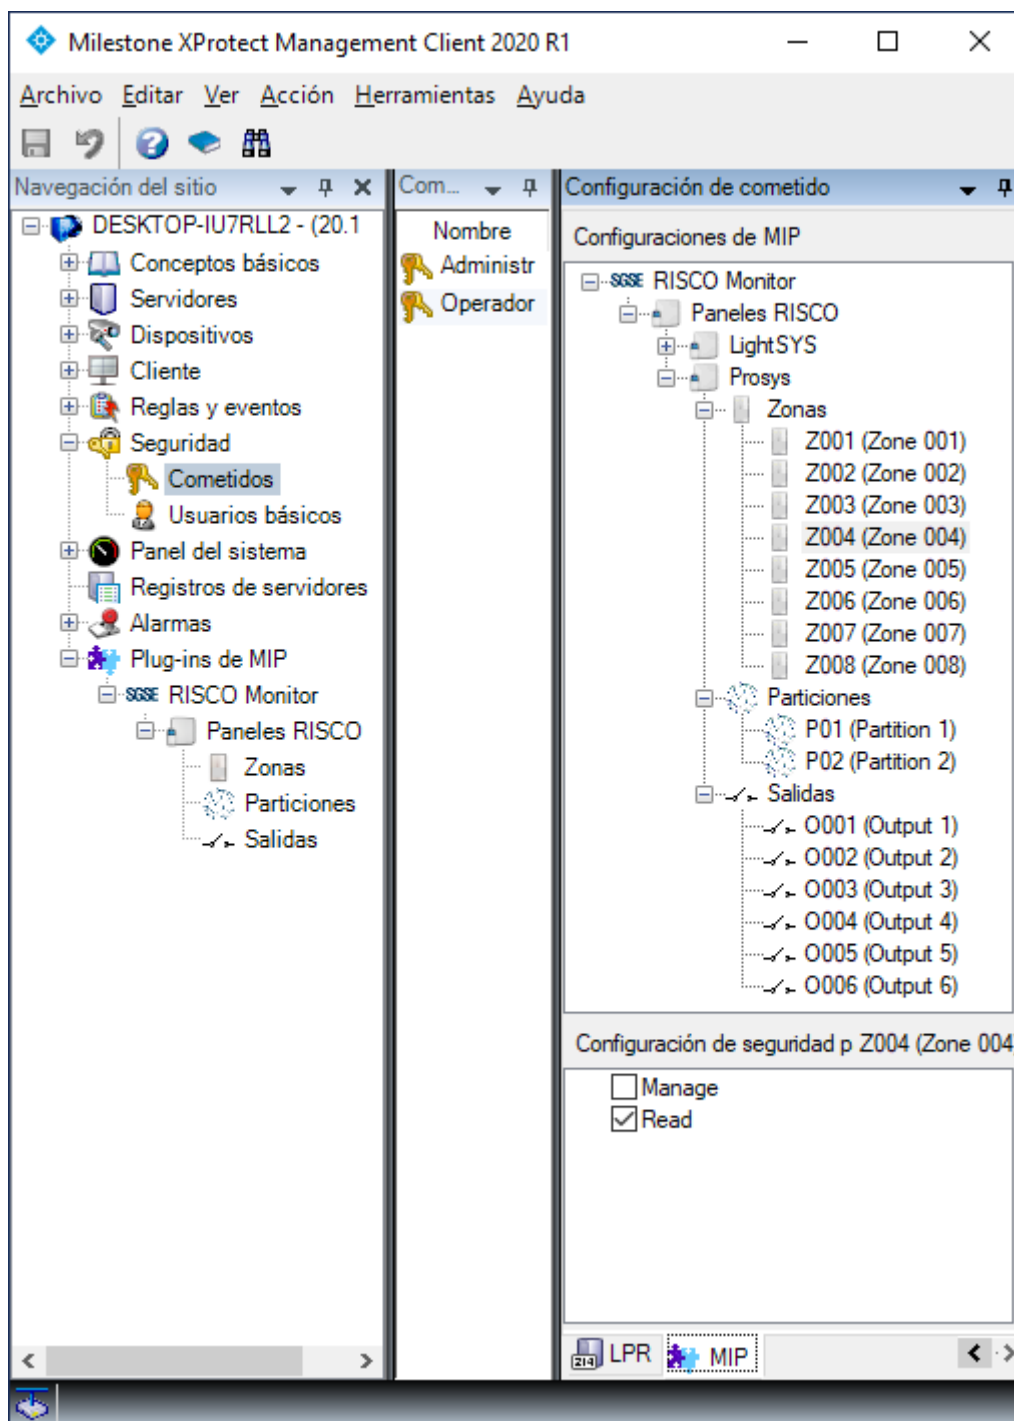 Milestone XProtect Management Client 2020 R1
Archivo Editar Ver Acción Herramientas Ayuda
Navegación del sitio
DESKTOP-IU7RLL2 - (20.1
Conceptos básicos
Servidores
Dispositivos
Cliente
Reglas y eventos
Seguridad
Cometidos
Usuarios básicos
Panel del sistema
Registros de servidores
Alarmas
Plug-ins de MIP
SGSE RISCO Monitor
Paneles RISCO
Zonas
Particiones
Salidas
Com...
Nombre
Administr
Operador
Configuración de cometido
Configuraciones de MIP
SGSE RISCO Monitor
Paneles RISCO
LightSYS
Prosys
Zonas
Z001 (Zone 001)
Z002 (Zone 002)
Z003 (Zone 003)
Z004 (Zone 004)
Z005 (Zone 005)
Z006 (Zone 006)
Z007 (Zone 007)
Z008 (Zone 008)
Particiones
P01 (Partition 1)
P02 (Partition 2)
Salidas
O001 (Output 1)
O002 (Output 2)
O003 (Output 3)
O004 (Output 4)
O005 (Output 5)
O006 (Output 6)
Configuración de seguridad p Z004 (Zone 004
Manage
Read
214 LPR MIP